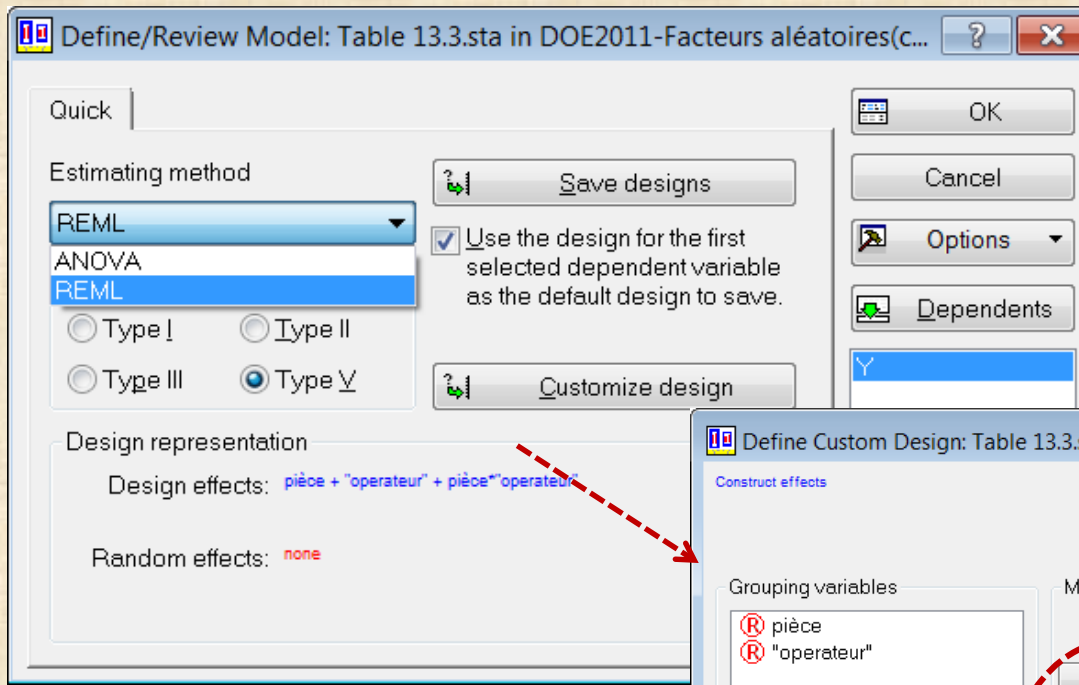 Define/Review Model: Table 13.3.sta in DOE2011-Facteurs aléatoires(c...
Quick
OK
Estimating method
Save designs
Cancel
REML
ANOVA
REML
Use the design for the first
selected dependent variable
as the default design to save.
Options
Type I
Type II
Dependents
Type III
Type V
Customize design
Y
Design representation
Design effects: pièce + "operateur" + pièce*"operateur"
Random effects: none
Define Custom Design: Table 13.3.s
Construct effects
Grouping variables
M
R pièce
R "operateur"